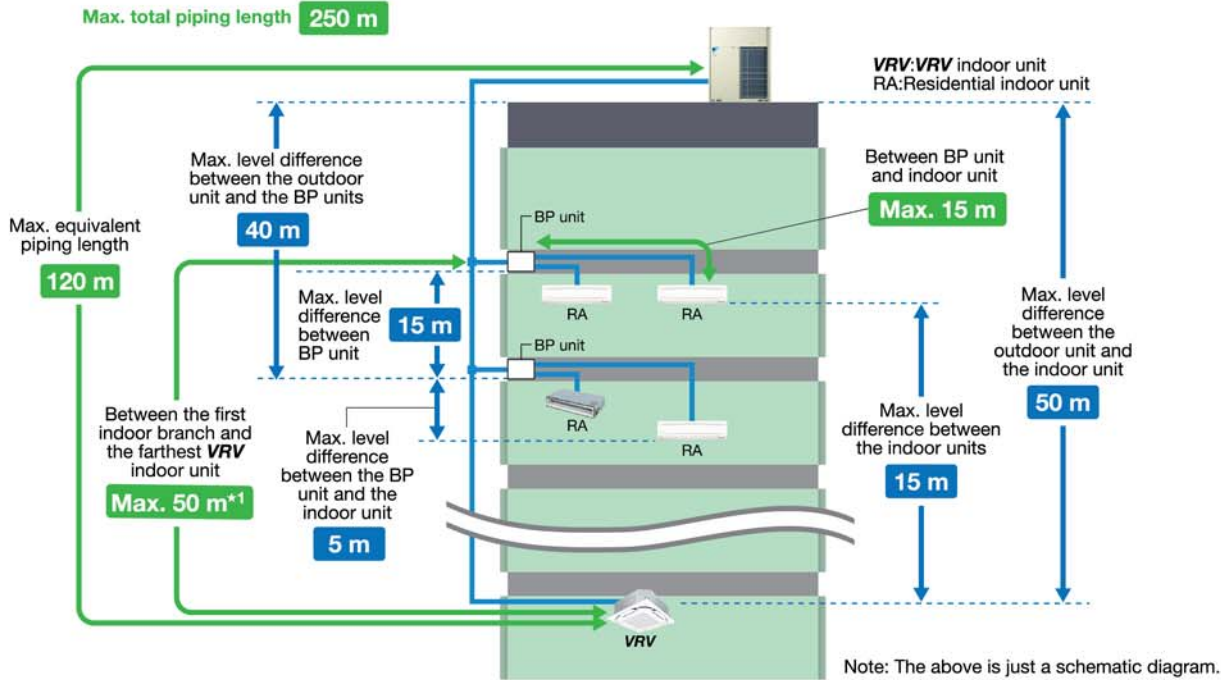 Max. total piping length 250 m
VRV:VRV indoor unit
RA:Residential indoor unit
Max. level difference
between the outdoor
unit and the BP units
40 m
Between BP unit
and indoor unit
Max. 15 m
Max. equivalent
piping length
120 m
BP unit
RA
RA
Max. level
difference
between
BP unit
15 m
BP unit
RA
RA
Max. level
difference
between the
outdoor unit and
the indoor unit
50 m
Between the first
indoor branch and
the farthest VRV
indoor unit
Max. 50 m*1
Max. level
difference
between the BP
unit and the
indoor unit
5 m
Max. level
difference between
the indoor units
15 m
VRV
Note: The above is just a schematic diagram.